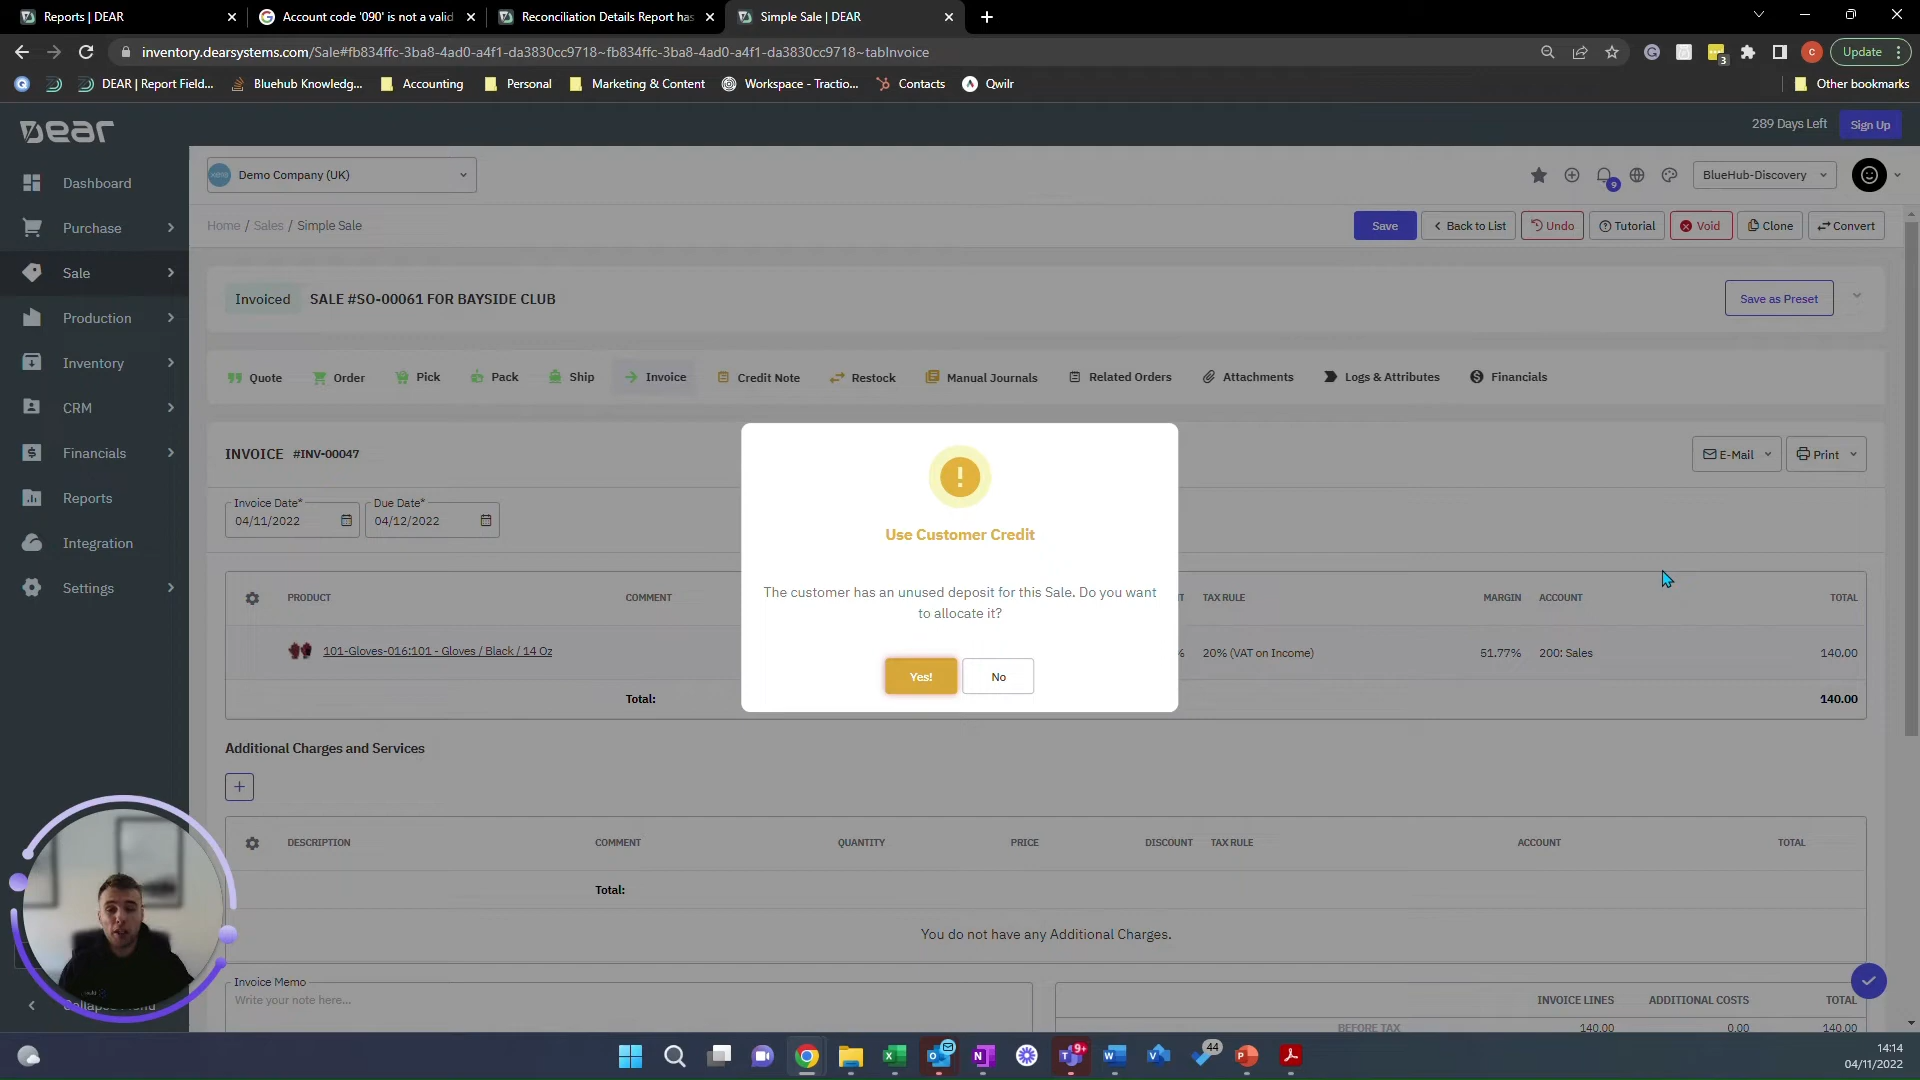 Reports | DEAR
Account code '090' is not a valid
Reconciliation Details Report has
Simple Sale | DEAR
inventory.dearsystems.com/Sale#fb834ffc-3ba8-4ad0-a4f1-da3830cc9718~fb834ffc-3ba8-4ad0-a4f1-da3830cc9718~tabInvoice
3
C
Update
DEAR | Report Field...
Bluehub Knowledg...
Accounting
Personal
Marketing & Content
Workspace - Tractio...
Contacts
Qwilr
Other bookmarks
Dear
289 Days Left
Sign Up
Dashboard
Purchase
Sale
Production
Inventory
CRM
Financials
Reports
Integration
Settings
xero
Demo Company (UK)
9
BlueHub-Discovery
Home / Sales / Simple Sale
Save
Back to List
Undo
Tutorial
Void
Clone
Convert
Invoiced
SALE #SO-00061 FOR BAYSIDE CLUB
Save as Preset
Quote
Order
Pick
Pack
Ship
Invoice
Credit Note
Restock
Manual Journals
Related Orders
Attachments
Logs & Attributes
Financials
INVOICE #INV-00047
E-Mail
Print
Invoice Date*
04/11/2022
Due Date*
04/12/2022
Use Customer Credit
The customer has an unused deposit for this Sale. Do you want
to allocate it?
Yes!
No
PRODUCT
COMMENT
TAX RULE
MARGIN
ACCOUNT
TOTAL
101-Gloves-016:101 - Gloves / Black / 14 Oz
%
20% (VAT on Income)
51.77%
200: Sales
140.00
Total:
140.00
Additional Charges and Services
DESCRIPTION
COMMENT
QUANTITY
PRICE
DISCOUNT
TAX RULE
ACCOUNT
TOTAL
Total:
You do not have any Additional Charges.
Invoice Memo
Write your note here...
INVOICE LINES
ADDITIONAL COSTS
TOTAL
BEFORE TAX
140.00
0.00
140.00
9+
44
14:14
04/11/2022